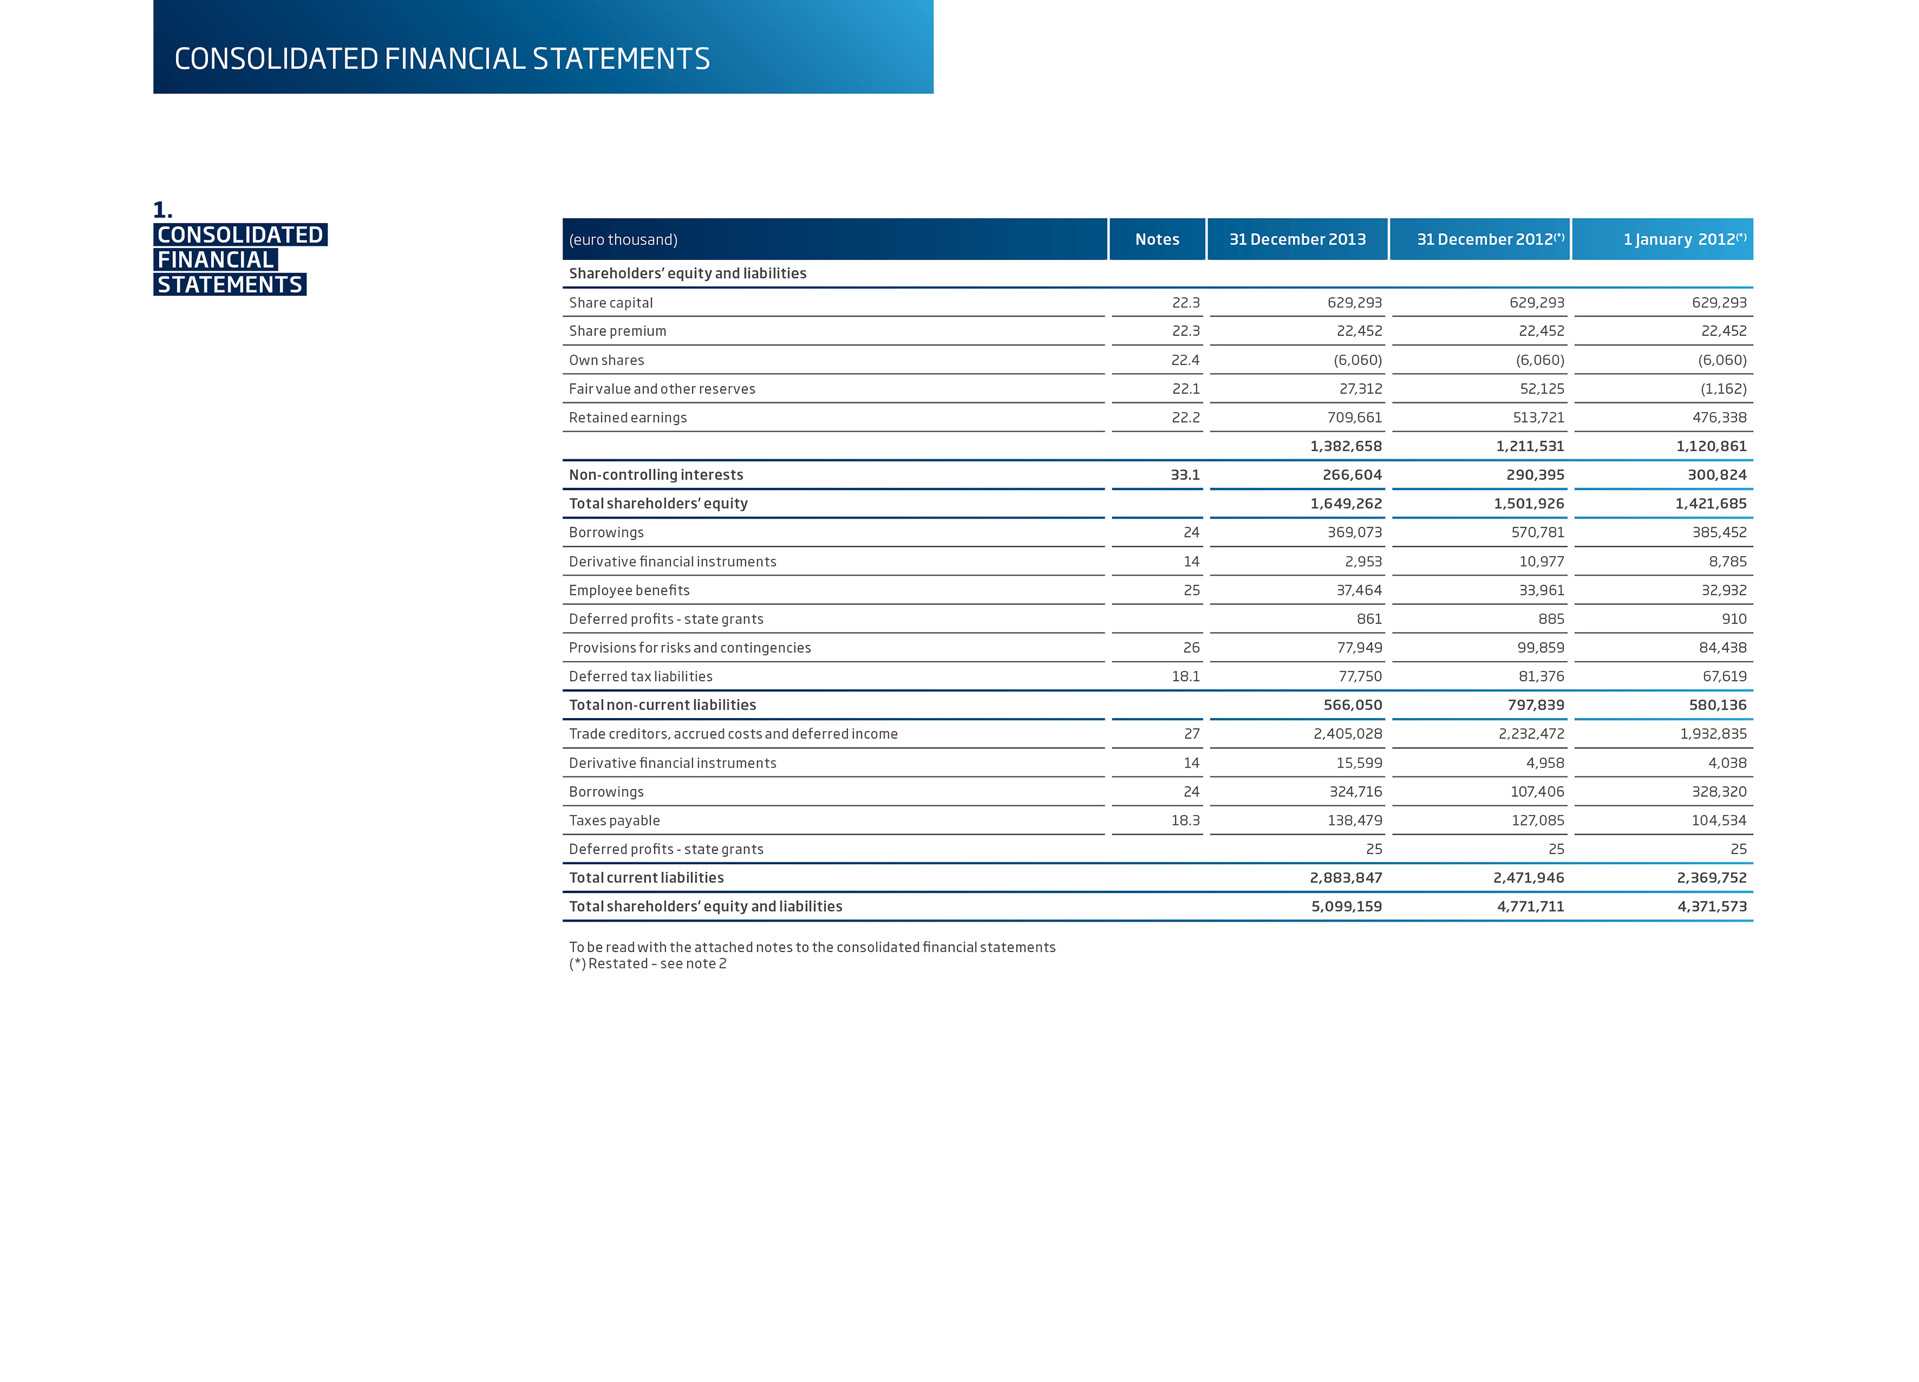 CONSOLIDATED FINANCIAL STATEMENTS
1.
CONSOLIDATED
FINANCIAL
STATEMENTS
(euro thousand) Notes 31 December 2013 31 December 2012(*) 1 January 2012(*)
Shareholders’ equity and liabilities
Share capital 22.3 629,293 629,293 629,293
Share premium 22.3 22,452 22,452 22,452
Own shares 22.4 (6,060) (6,060) (6,060)
Fair value and other reserves 22.1 27,312 52,125 (1,162)
Retained earnings 22.2 709,661 513,721 476,338
1,382,658 1,211,531 1,120,861
Non-controlling interests 33.1 266,604 290,395 300,824
Total shareholders’ equity 1,649,262 1,501,926 1,421,685
Borrowings 24 369,073 570,781 385,452
Derivative financial instruments 14 2,953 10,977 8,785
Employee benefits 25 37,464 33,961 32,932
Deferred profits - state grants 861 885 910
Provisions for risks and contingencies 26 77,949 99,859 84,438
Deferred tax liabilities 18.1 77,750 81,376 67,619
Total non-current liabilities 566,050 797,839 580,136
Trade creditors, accrued costs and deferred income 27 2,405,028 2,232,472 1,932,835
Derivative financial instruments 14 15,599 4,958 4,038
Borrowings 24 324,716 107,406 328,320
Taxes payable 18.3 138,479 127,085 104,534
Deferred profits - state grants 25 25 25
Total current liabilities 2,883,847 2,471,946 2,369,752
Total shareholders’ equity and liabilities 5,099,159 4,771,711 4,371,573
To be read with the attached notes to the consolidated financial statements
(*) Restated – see note 2